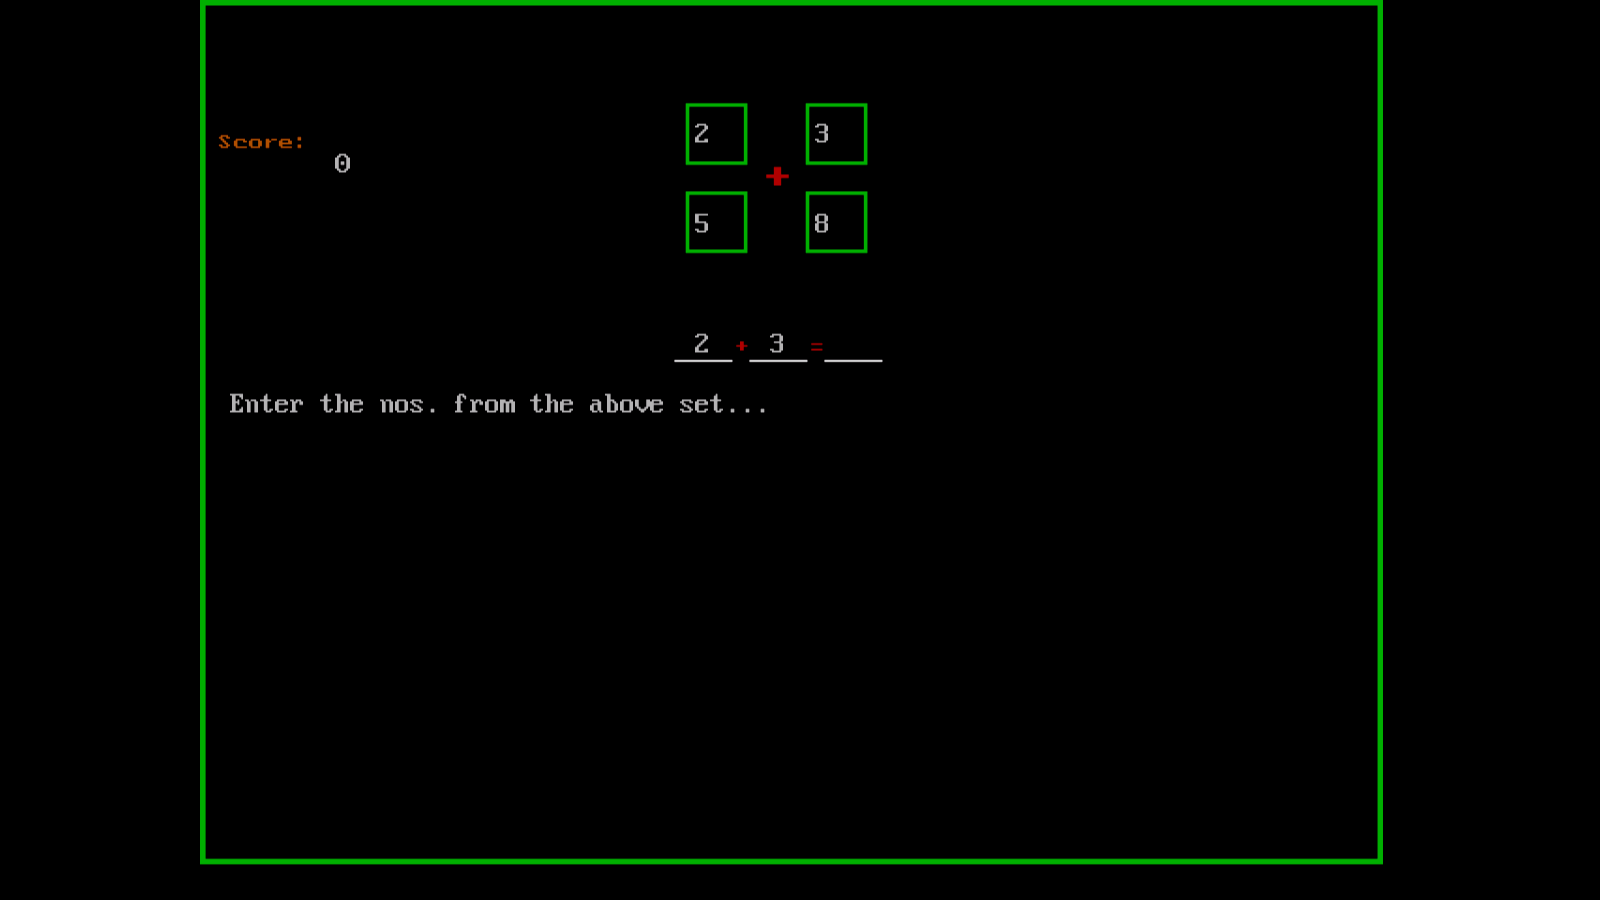 2 3
Score:
0
+
5 8
2 + 3 =
Enter the nos. from the above set...